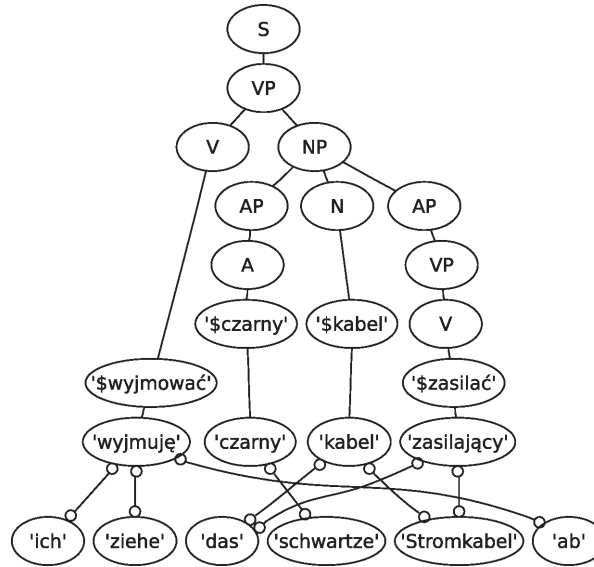 S
VP
V NP
AP N AP
A VP
'$czarny' '$kabel' V
'$wyjmować' '$zasilać'
'wyjmuję' 'czarny' 'kabel' 'zasilający'
'ich' 'ziehe' 'das' 'schwartze' 'Stromkabel' 'ab'